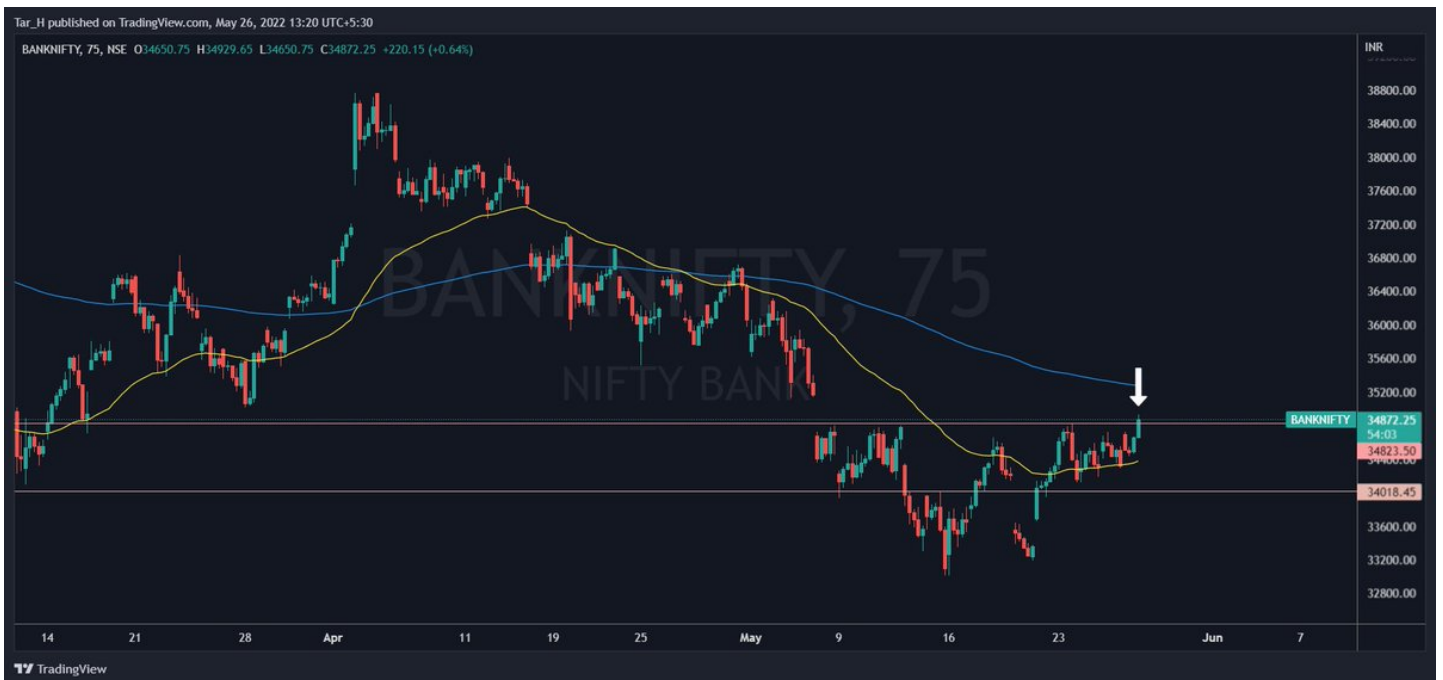 Tar_H published on TradingView.com, May 26, 2022 13:20 UTC+5:30
BANKNIFTY, 75, NSE O34650.75 H34929.65 L34650.75 C34872.25 +220.15 (+0.64%)
INR
38800.00
38400.00
38000.00
37600.00
37200.00
36800.00
36400.00
36000.00
35600.00
35200.00
BANKNIFTY, 75
NIFTY BANK
BANKNIFTY 34872.25
54:03
34823.50
34400.00
34018.45
33600.00
33200.00
32800.00
14 21 28 Apr 11 19 25 May 9 16 23 Jun 7
TradingView